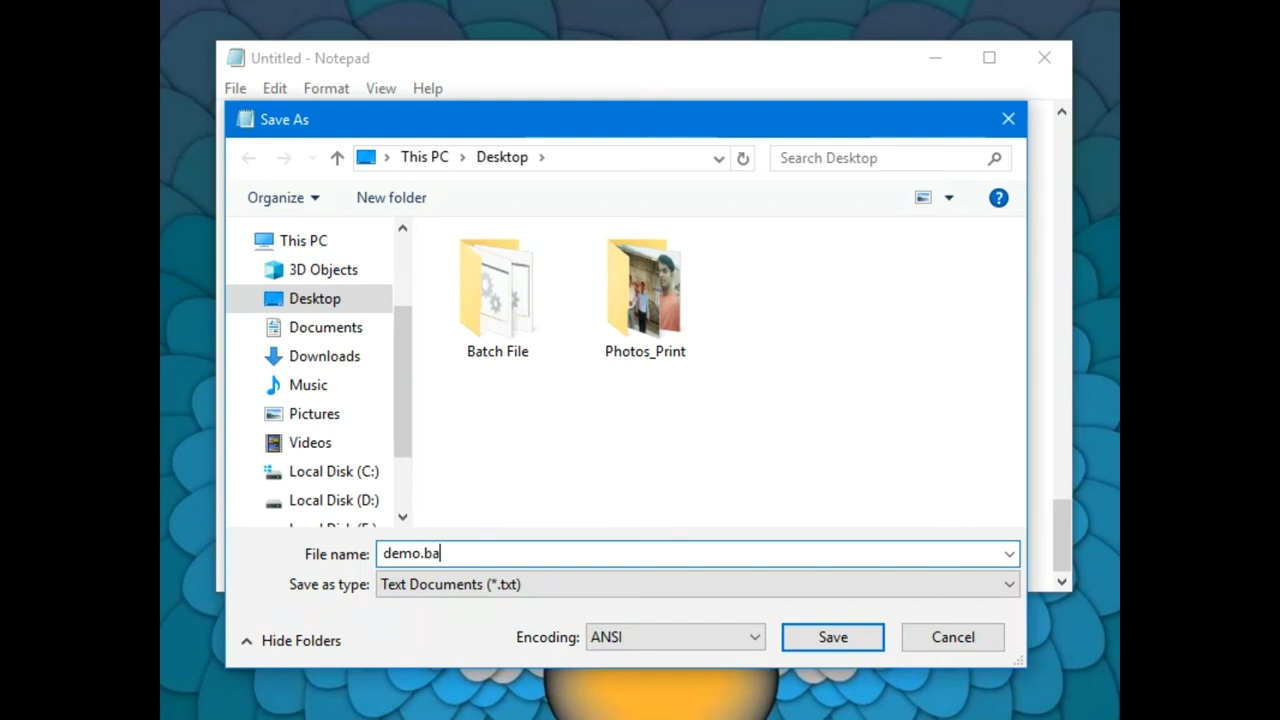 Untitled - Notepad
File Edit Format View Help
Save As
This PC Desktop
Search Desktop
Organize New folder
This PC
3D Objects
Desktop
Documents
Downloads
Music
Pictures
Videos
Local Disk (C:)
Local Disk (D:)
Batch File
Photos_Print
File name: demo.ba
Save as type: Text Documents (*.txt)
Hide Folders
Encoding: ANSI
Save
Cancel